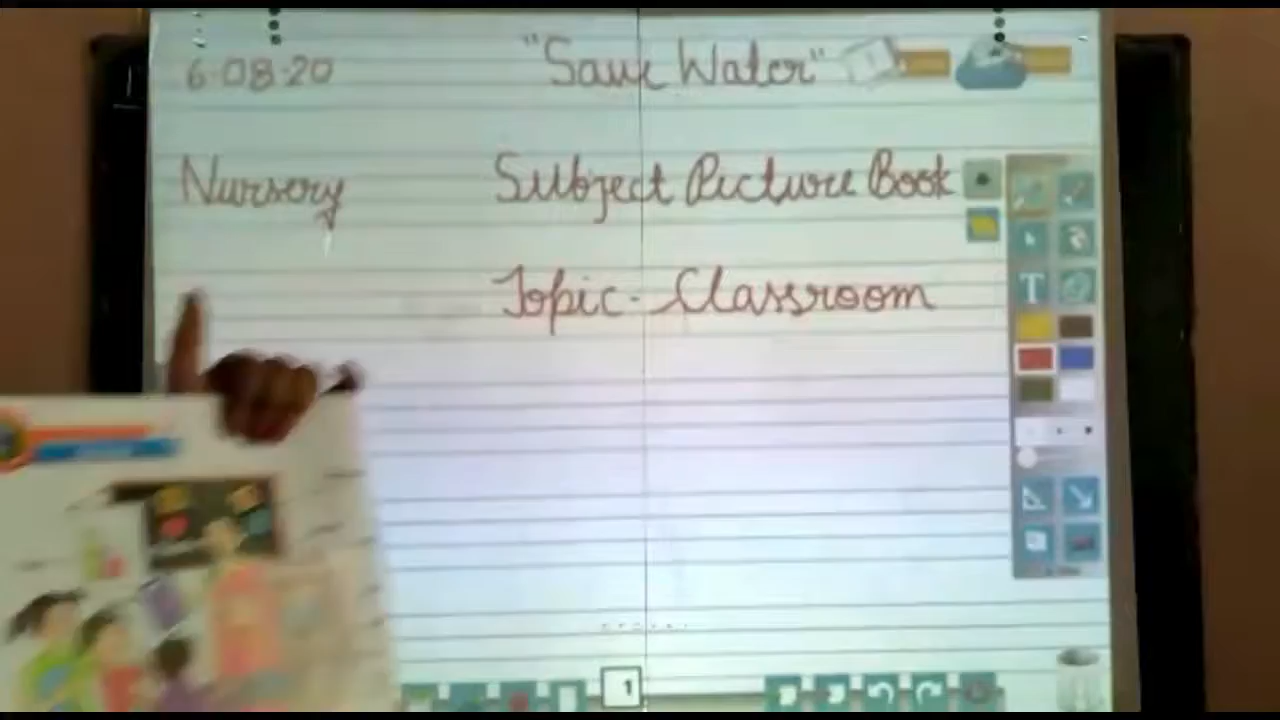 6-08-20 "Save Water"
Nursery Subject Picture Book
Topic - Classroom
T
1